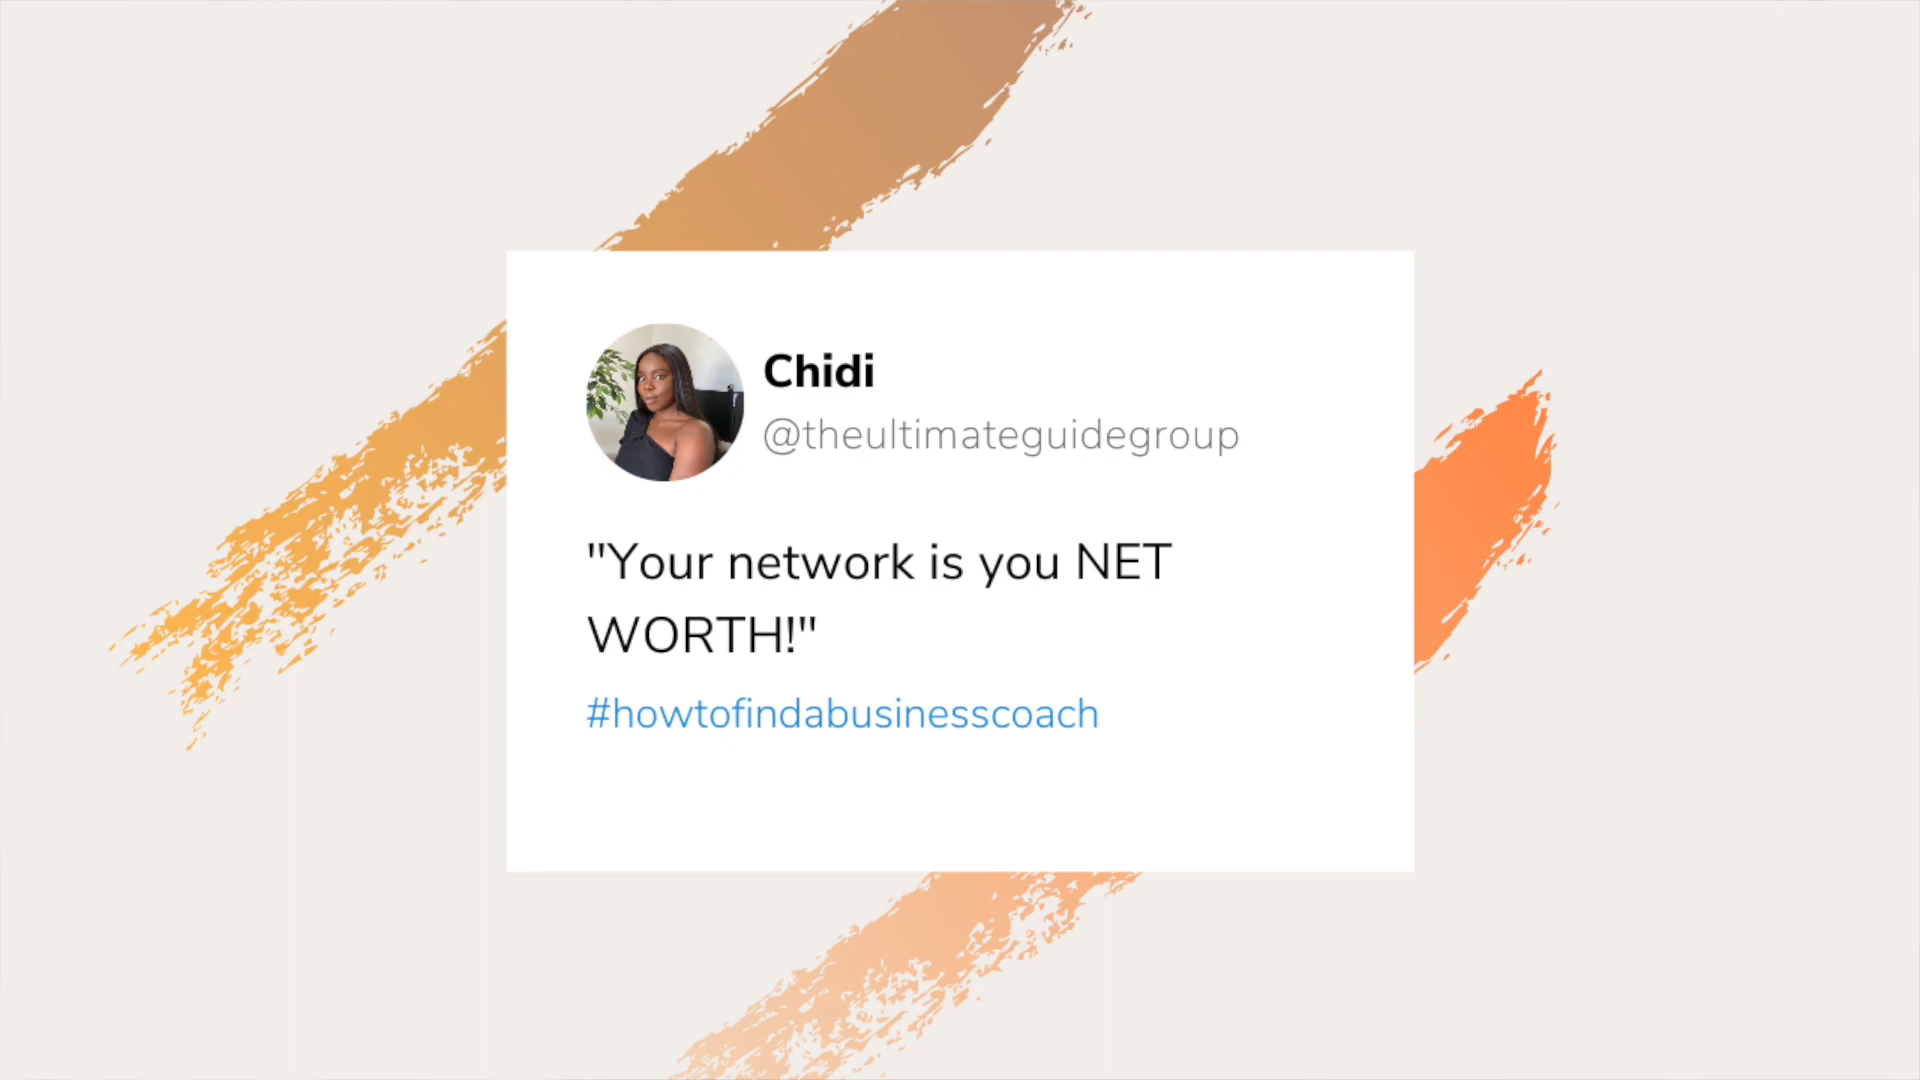 Chidi
@theultimateguidegroup
"Your network is you NET
WORTH!"
#howtofindabusinesscoach